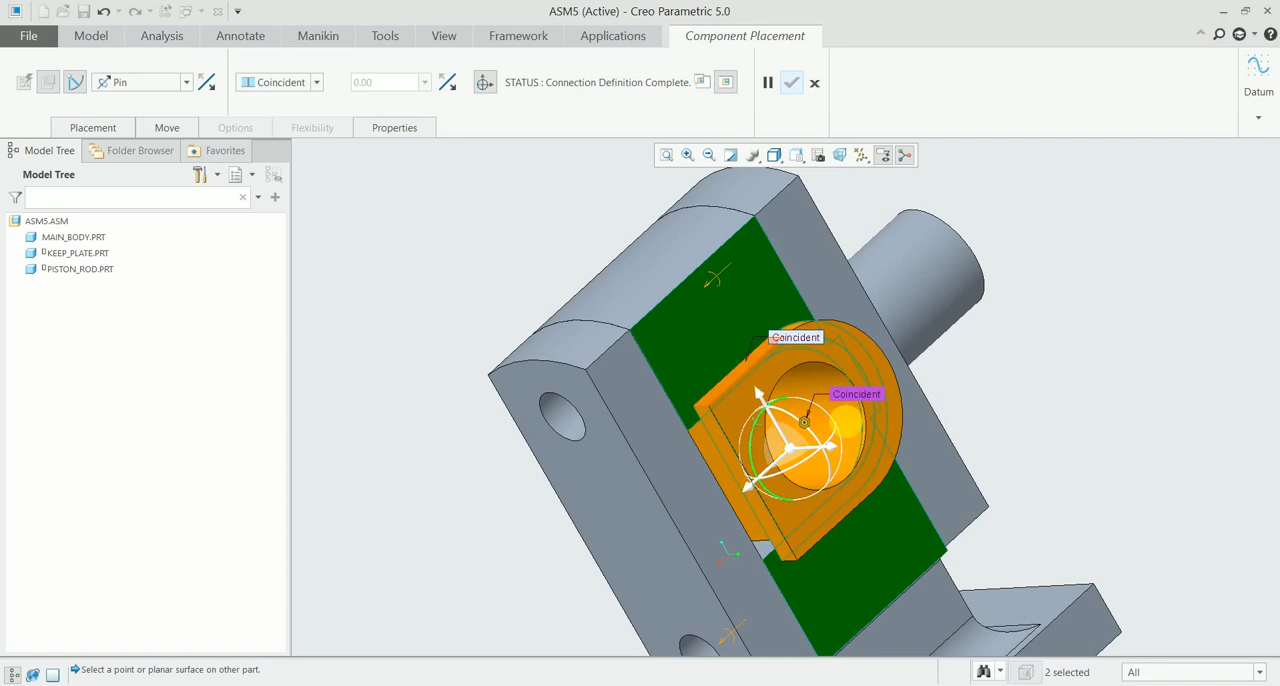 ASM5 (Active) - Creo Parametric 5.0
File Model Analysis Annotate Manikin Tools View Framework Applications Component Placement
Pin Coincident 0.00 STATUS : Connection Definition Complete.
Datum
Placement Move Options Flexibility Properties
Model Tree Folder Browser Favorites
Model Tree
ASM5.ASM
MAIN_BODY.PRT
KEEP_PLATE.PRT
PISTON_ROD.PRT
Coincident
Coincident
Select a point or planar surface on other part.
2 selected All